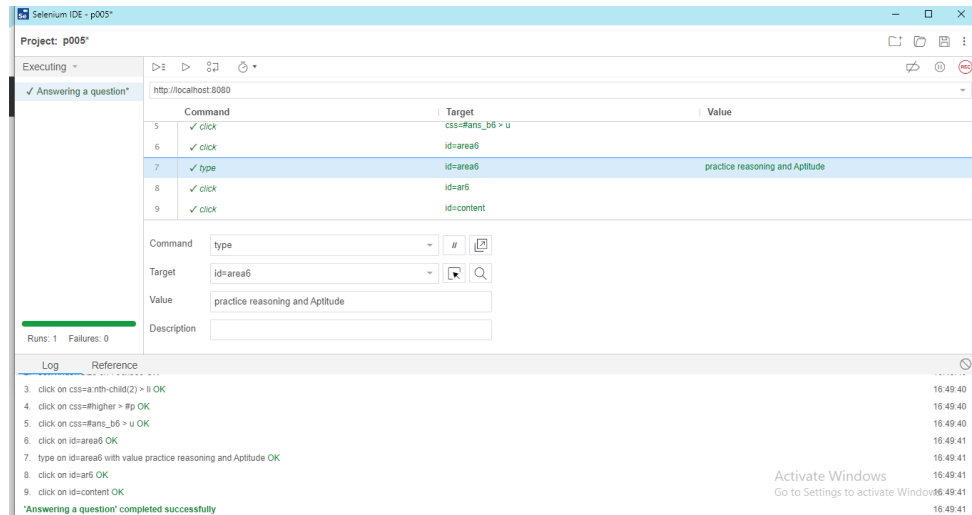 Selenium IDE - p005*
Project: p005*
Executing
✓ Answering a question*
http://localhost:8080
Command Target Value
5 ✓ click css=#ans_b6 > u
6 ✓ click id=area6
7 ✓ type id=area6 practice reasoning and Aptitude
8 ✓ click id=ar6
9 ✓ click id=content
Command type //
Target id=area6
Value practice reasoning and Aptitude
Description
Runs: 1 Failures: 0
Log Reference
3. click on css=a:nth-child(2) > li OK 16:49:40
4. click on css=#higher > #p OK 16:49:40
5. click on css=#ans_b6 > u OK 16:49:40
6. click on id=area6 OK 16:49:41
7. type on id=area6 with value practice reasoning and Aptitude OK 16:49:41
8. click on id=ar6 OK 16:49:41
9. click on id=content OK 16:49:41
'Answering a question' completed successfully 16:49:41
Activate Windows
Go to Settings to activate Windows.
REC